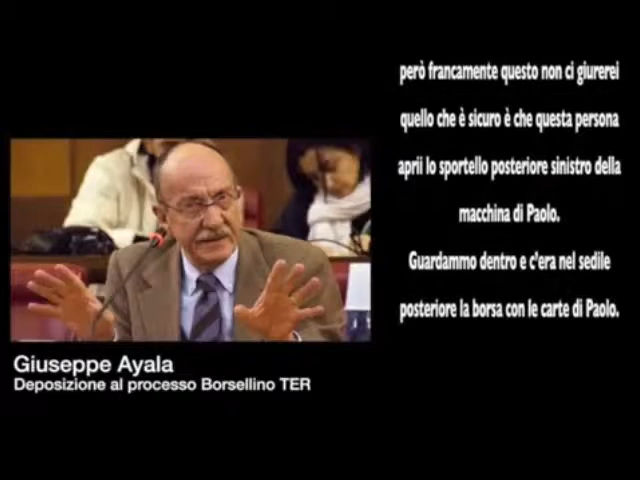 però francamente questo non ci giurerei
quello che è sicuro è che questa persona
aprii lo sportello posteriore sinistro della
macchina di Paolo.
Guardammo dentro e c'era nel sedile
posteriore la borsa con le carte di Paolo.
Giuseppe Ayala
Deposizione al processo Borsellino TER